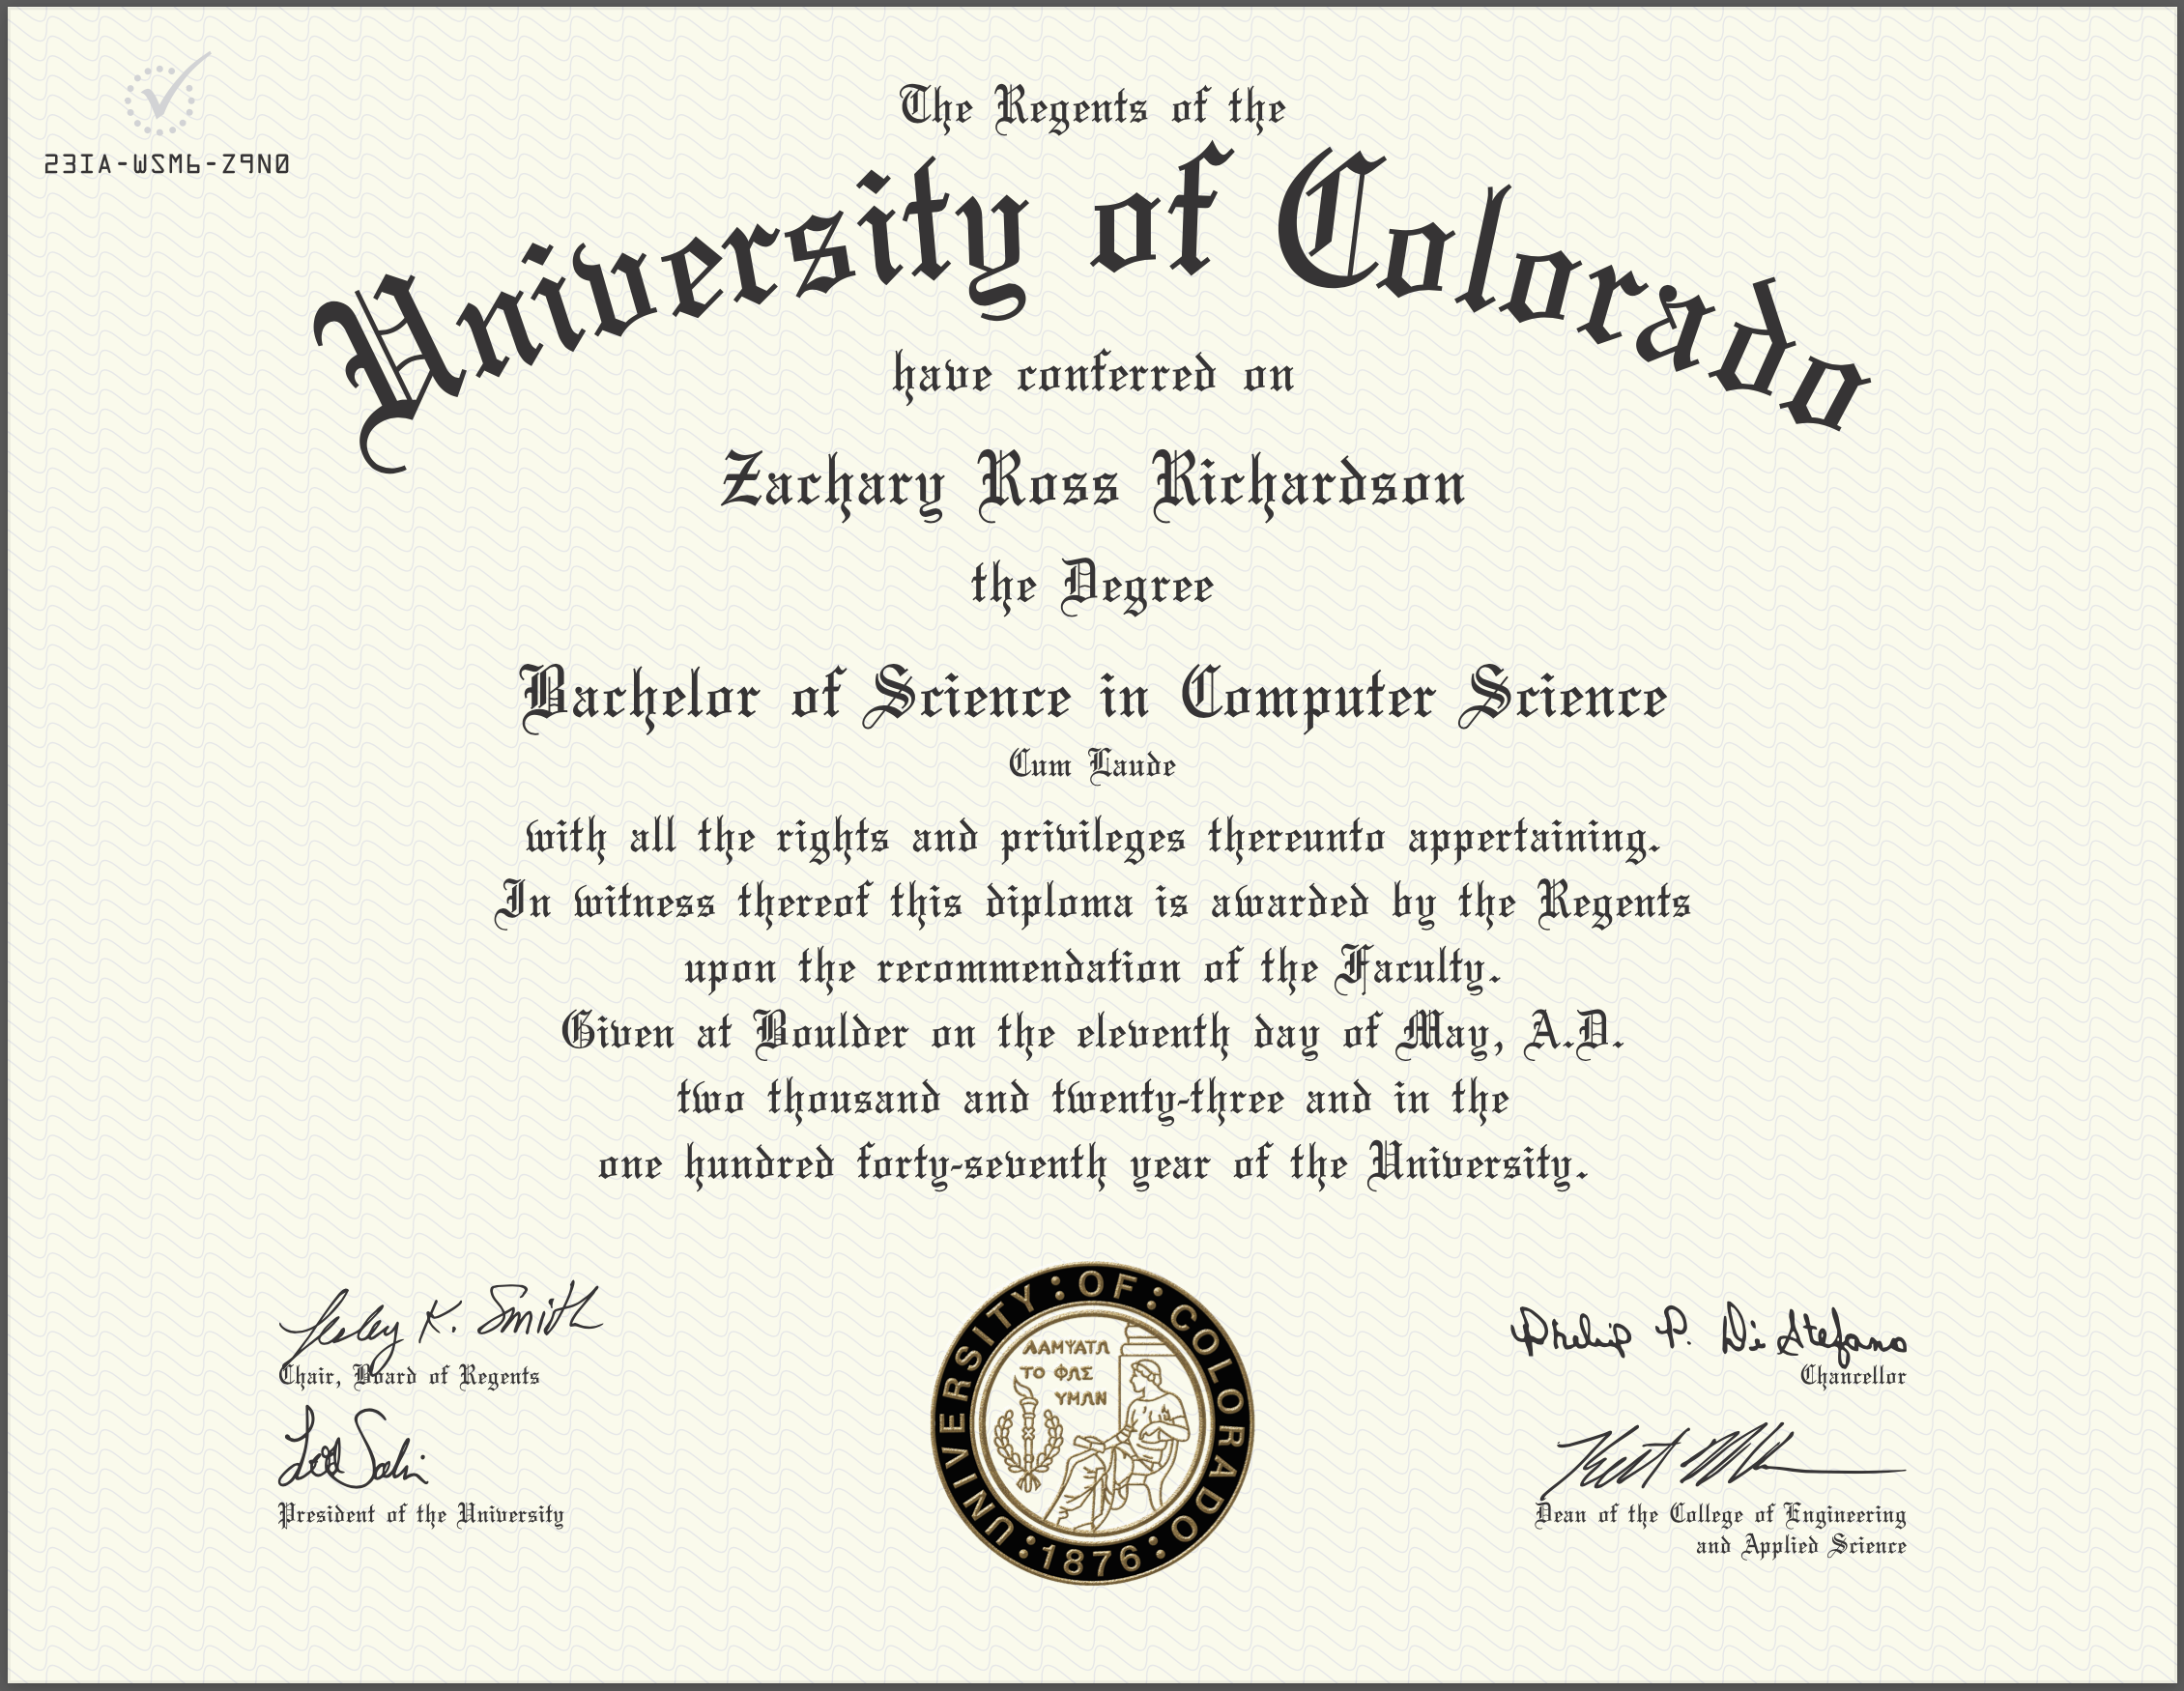 23IA-WSM6-Z9N0
The Regents of the
University of Colorado
have conferred on
Zachary Ross Richardson
the Degree
Bachelor of Science in Computer Science
Cum Laude
with all the rights and privileges thereunto appertaining.
In witness thereof this diploma is awarded by the Regents
upon the recommendation of the Faculty.
Given at Boulder on the eleventh day of May, A.D.
two thousand and twenty-three and in the
one hundred forty-seventh year of the University.
Lesley K. Smith
Chair, Board of Regents
President of the University
UNIVERSITY : OF : COLORADO : 1876 :
ΛΑΜΨΑΤΩ
ΤΟ ΦΩΣ
ΥΜΩΝ
Philip P. DiStefano
Chancellor
Dean of the College of Engineering
and Applied Science